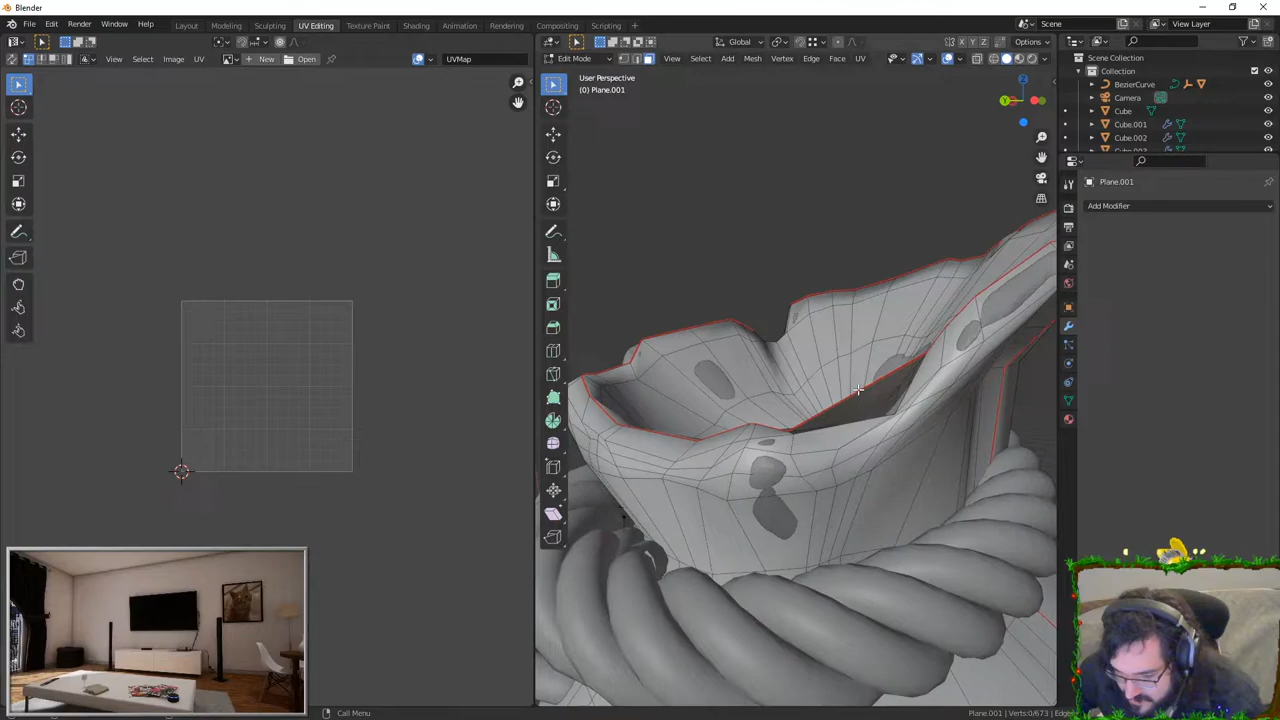 Blender
File Edit Render Window Help Layout Modeling Sculpting UV Editing Texture Paint Shading Animation Rendering Compositing Scripting + Scene View Layer
Global Options
View Select Image UV New Open UVMap
Edit Mode View Select Add Mesh Vertex Edge Face UV
User Perspective
(0) Plane.001
X Y Z
Z
Y
Scene Collection
Collection
BezierCurve
Camera
Cube
Cube.001
Cube.002
Plane.001
Add Modifier
Call Menu
Plane.001 | Verts:0/673 | Edges